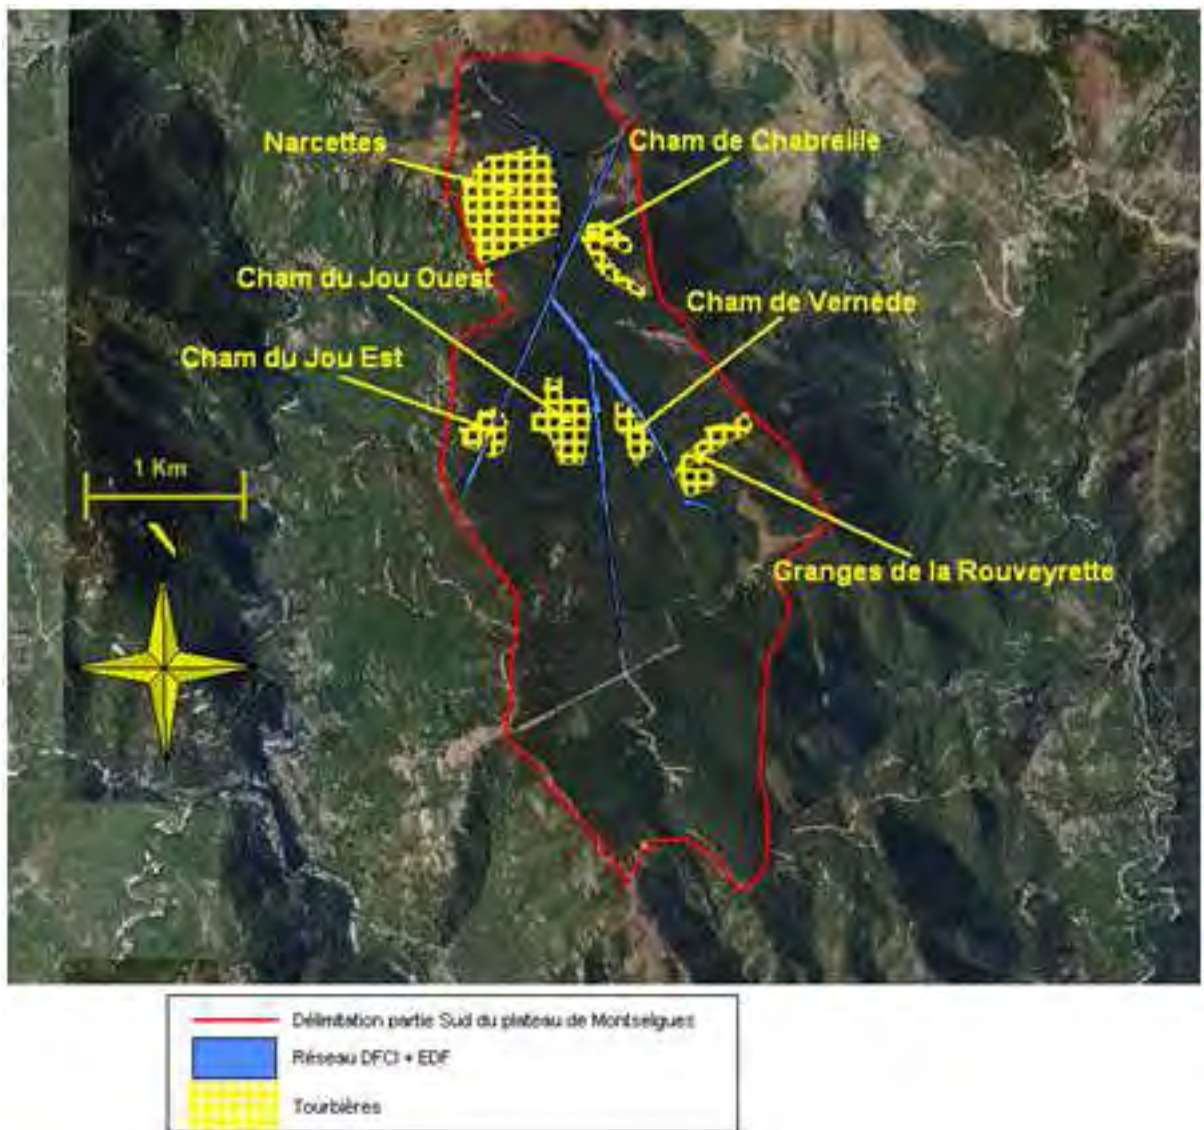 Narcettes
Cham de Chabreille
Cham du Jou Ouest
Cham de Vernède
Cham du Jou Est
1 Km
Granges de la Rouveyrette
Délimitation partie Sud du plateau de Montselgues
Réseau DFCI + EDF
Tourbières